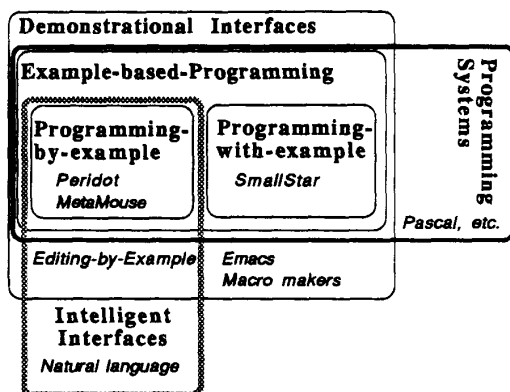 Demonstrational Interfaces
Example-based-Programming
Programming-
by-example
Peridot
MetaMouse
Programming-
with-example
SmallStar
Programming
Systems
Pascal, etc.
Editing-by-Example
Emacs
Macro makers
Intelligent
Interfaces
Natural language